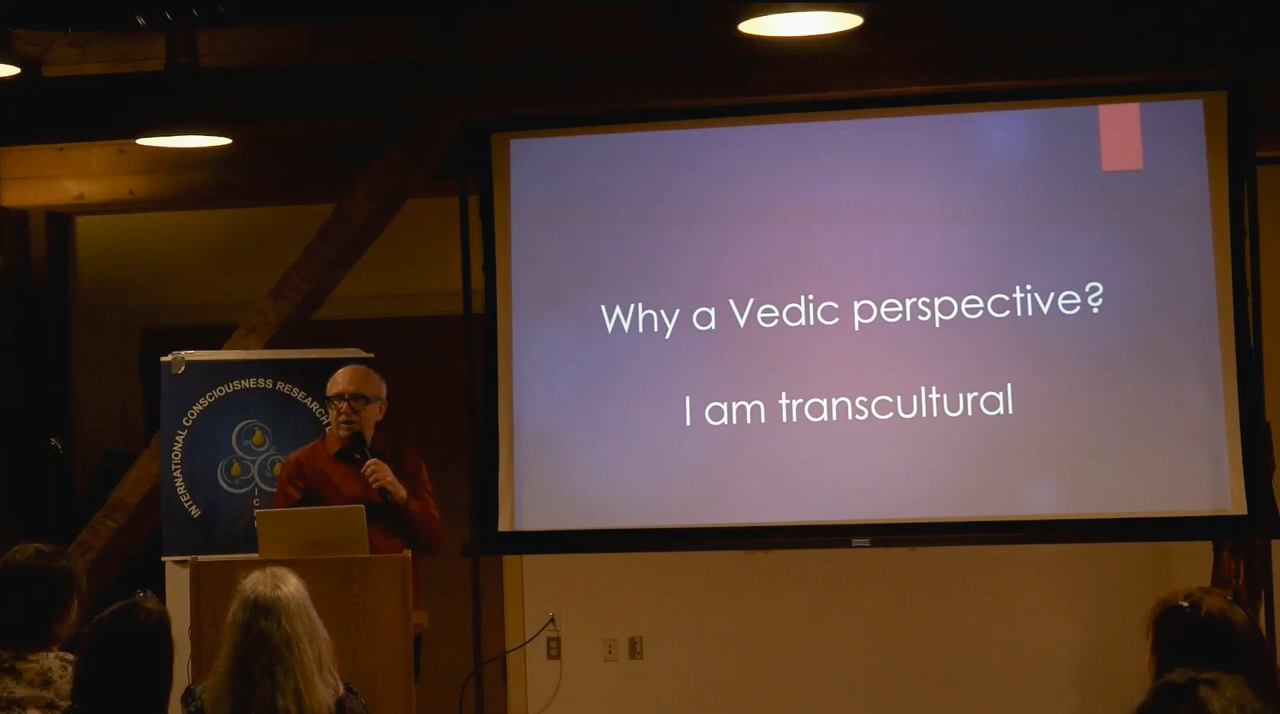 Why a Vedic perspective?
I am transcultural
INTERNATIONAL CONSCIOUSNESS RESEARCH
I
C